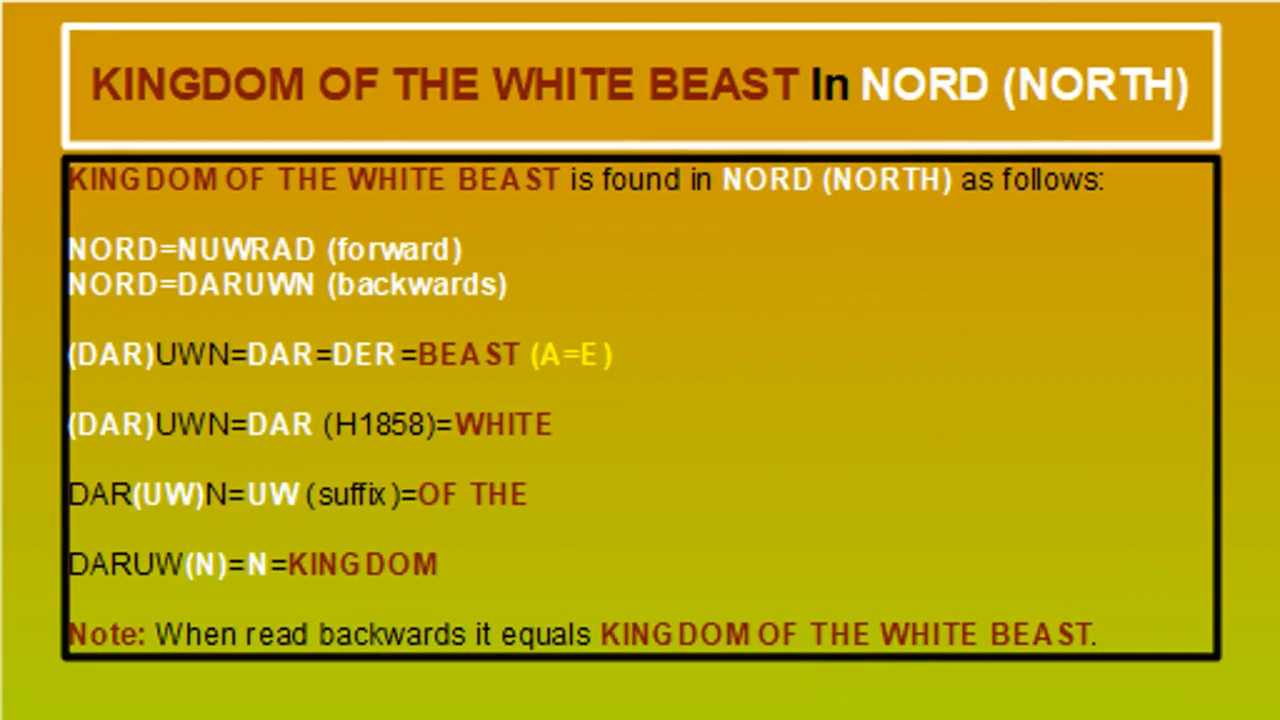 KINGDOM OF THE WHITE BEAST In NORD (NORTH)
KINGDOM OF THE WHITE BEAST is found in NORD (NORTH) as follows:
NORD=NUWRAD (forward)
NORD=DARUWN (backwards)
(DAR)UWN=DAR=DER=BEAST (A=E)
(DAR)UWN=DAR (H1858)=WHITE
DAR(UW)N=UW (suffix)=OF THE
DARUW(N)=N=KINGDOM
Note: When read backwards it equals KINGDOM OF THE WHITE BEAST.